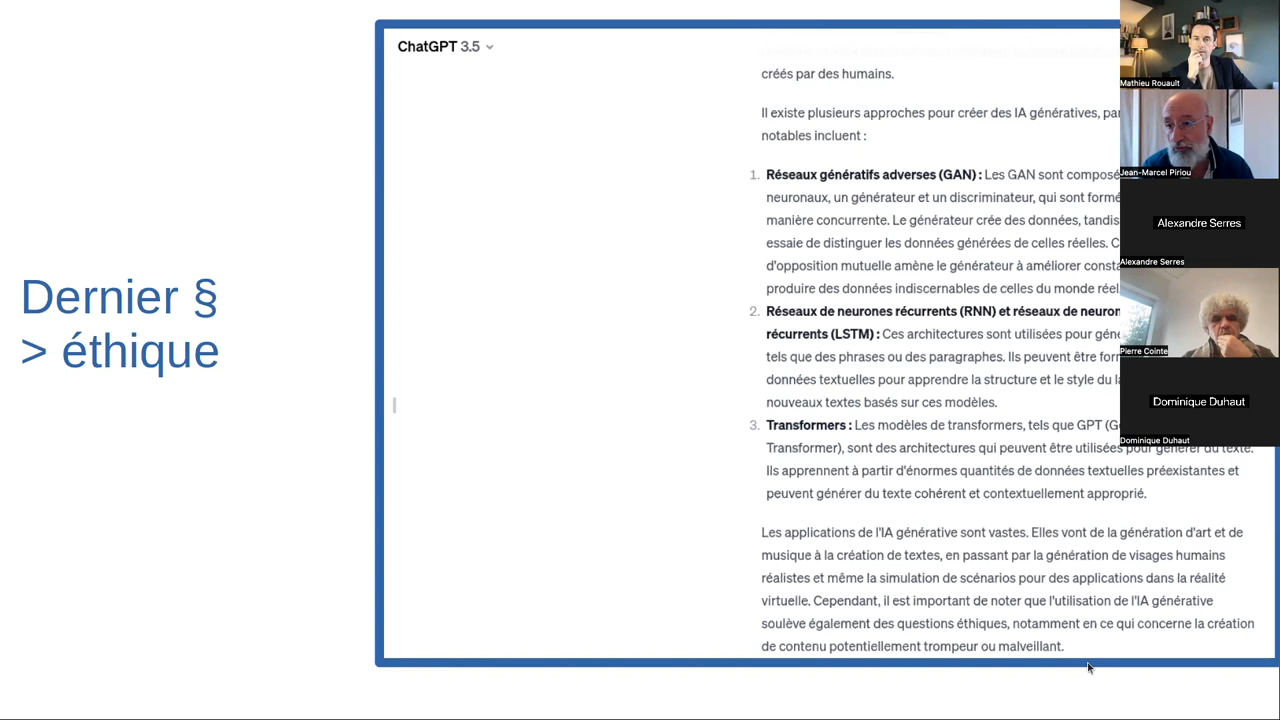 Dernier §
> éthique
ChatGPT 3.5
créés par des humains.
Il existe plusieurs approches pour créer des IA génératives,
notables incluent :
1. Réseaux génératifs adverses (GAN) : Les GAN sont
neuronaux, un générateur et un discriminateur, qui sont
manière concurrente. Le générateur crée des données,
essaie de distinguer les données générées de celles réelles.
d'opposition mutuelle amène le générateur à améliorer
produire des données indiscernables de celles du monde
2. Réseaux de neurones récurrents (RNN) et réseaux de
récurrents (LSTM) : Ces architectures sont utilisées pour
tels que des phrases ou des paragraphes. Ils peuvent être
données textuelles pour apprendre la structure et le style du
nouveaux textes basés sur ces modèles.
3. Transformers : Les modèles de transformers, tels que GPT
Transformer), sont des architectures qui peuvent être utilisées pour générer du texte.
Ils apprennent à partir d'énormes quantités de données textuelles préexistantes et
peuvent générer du texte cohérent et contextuellement approprié.
Les applications de l'IA générative sont vastes. Elles vont de la génération d'art et de
musique à la création de textes, en passant par la génération de visages humains
réalistes et même la simulation de scénarios pour des applications dans la réalité
virtuelle. Cependant, il est important de noter que l'utilisation de l'IA générative
soulève également des questions éthiques, notamment en ce qui concerne la création
de contenu potentiellement trompeur ou malveillant.
Mathieu Rouault
Jean-Marcel Piriou
Alexandre Serres
Alexandre Serres
Pierre Cointe
Dominique Duhaut
Dominique Duhaut